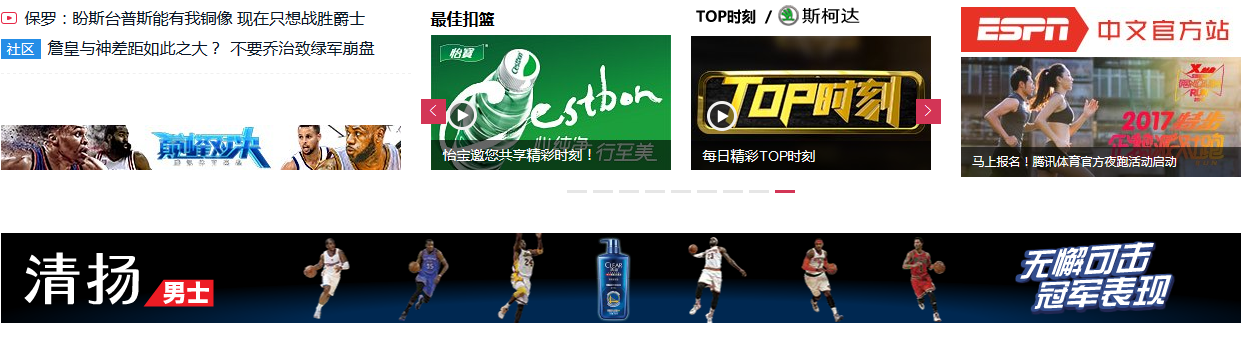 保罗：盼斯台普斯能有我铜像 现在只想战胜爵士
社区 詹皇与神差距如此之大？ 不要乔治致绿军崩盘
巅峰对决
最佳扣篮
怡宝
Cestbon
estbon
怡宝邀您共享精彩时刻！
行至美
TOP时刻 / 斯柯达
TOP时刻
每日精彩TOP时刻
ESPN 中文官方站
2017
马上报名！腾讯体育官方夜跑活动启动
清扬 男士
CLEAR
无懈可击
冠军表现